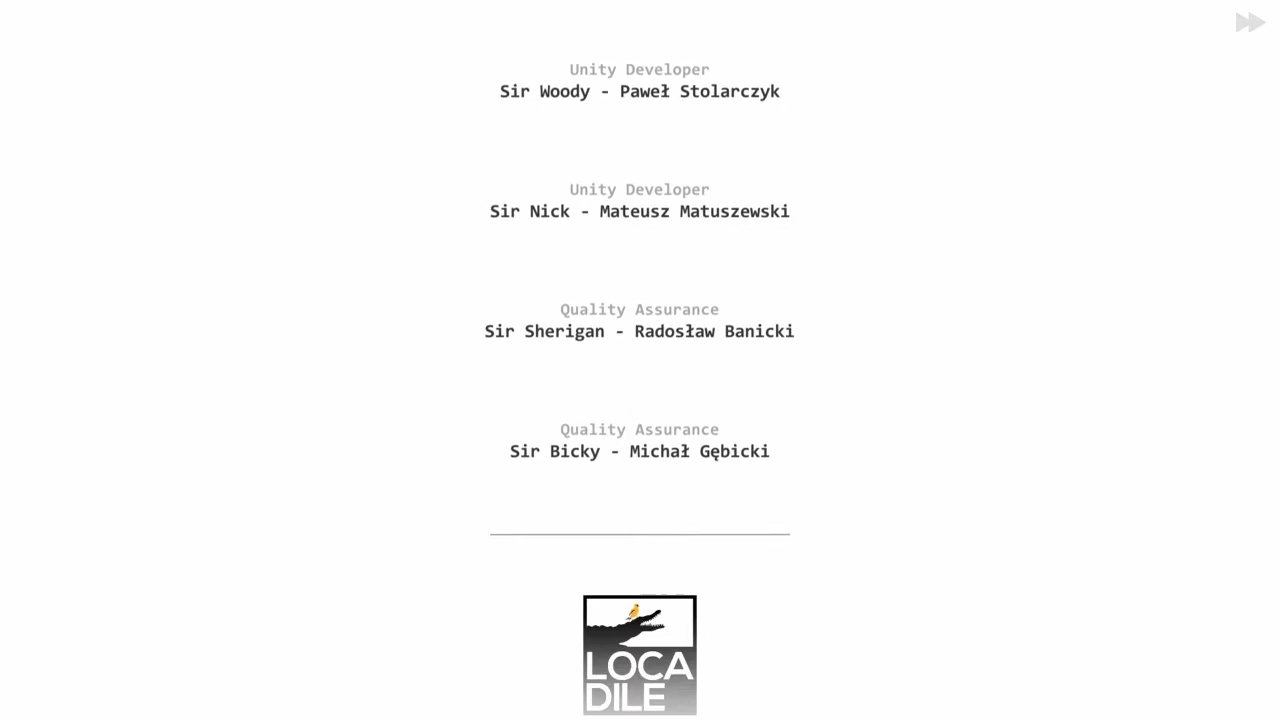 Unity Developer
Sir Woody - Paweł Stolarczyk
Unity Developer
Sir Nick - Mateusz Matuszewski
Quality Assurance
Sir Sherigan - Radosław Banicki
Quality Assurance
Sir Bicky - Michał Gębicki
LOCA
DILE